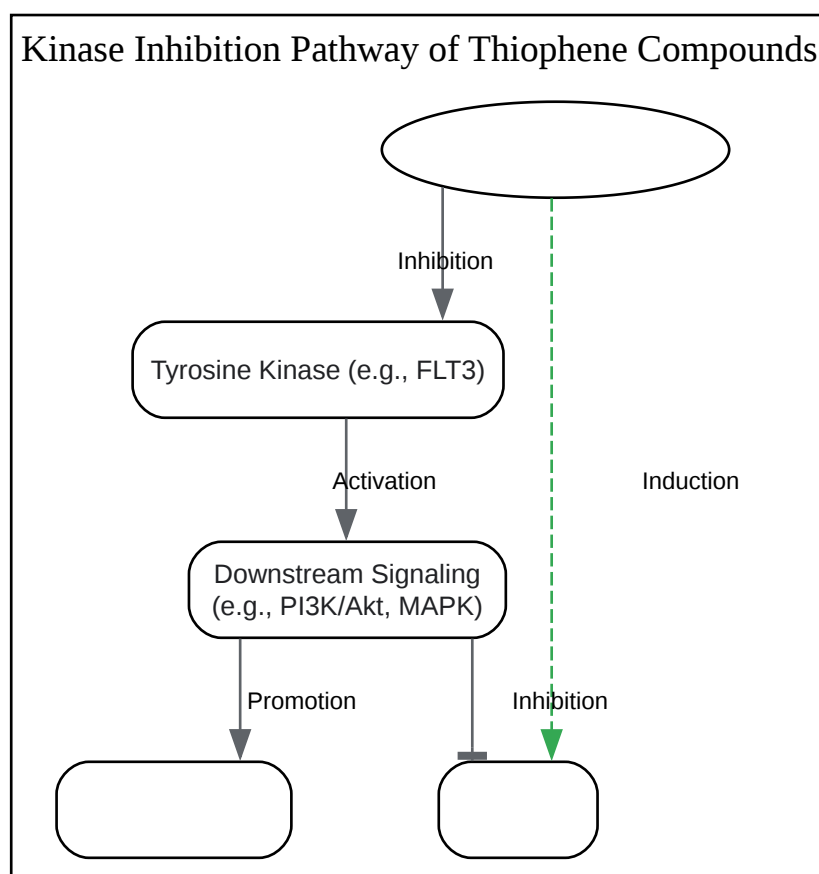 Kinase Inhibition Pathway of Thiophene Compounds
Inhibition
Tyrosine Kinase (e.g., FLT3)
Activation
Induction
Downstream Signaling
(e.g., PI3K/Akt, MAPK)
Promotion
Inhibition